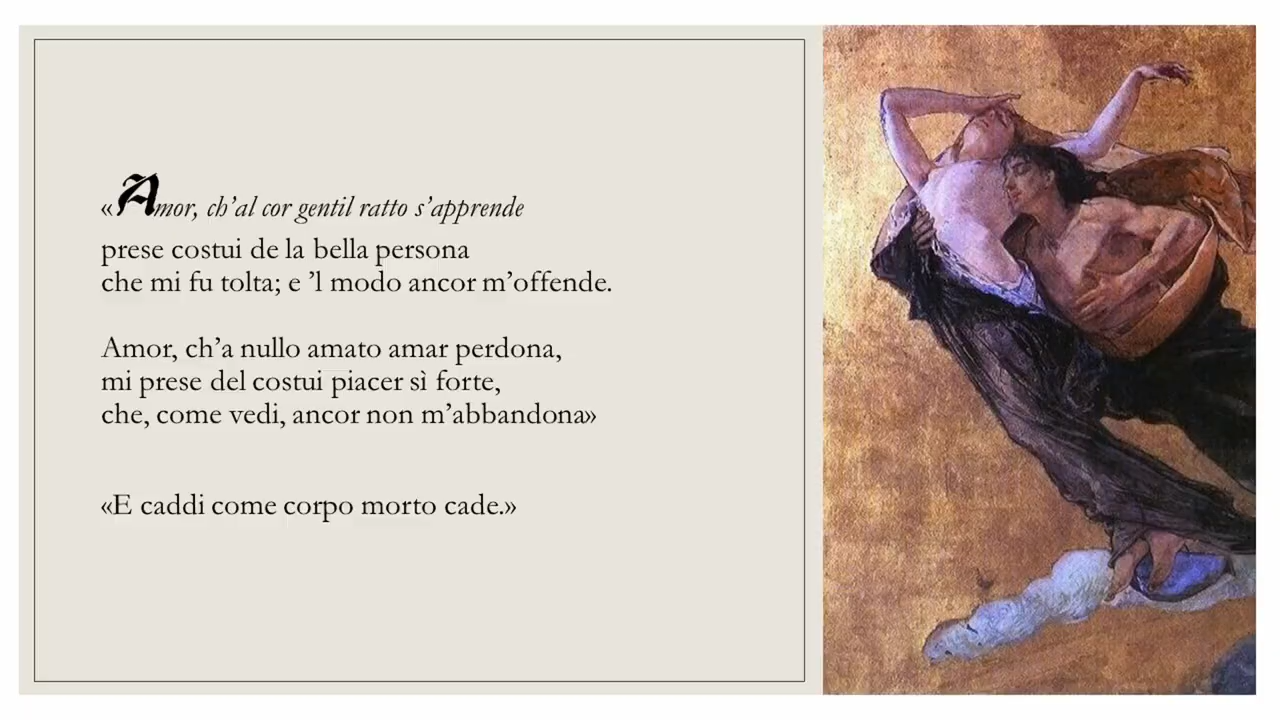 «Amor, ch’al cor gentil ratto s’apprende
prese costui de la bella persona
che mi fu tolta; e ’l modo ancor m’offende.
Amor, ch’a nullo amato amar perdona,
mi prese del costui piacer sì forte,
che, come vedi, ancor non m’abbandona»
«E caddi come corpo morto cade.»